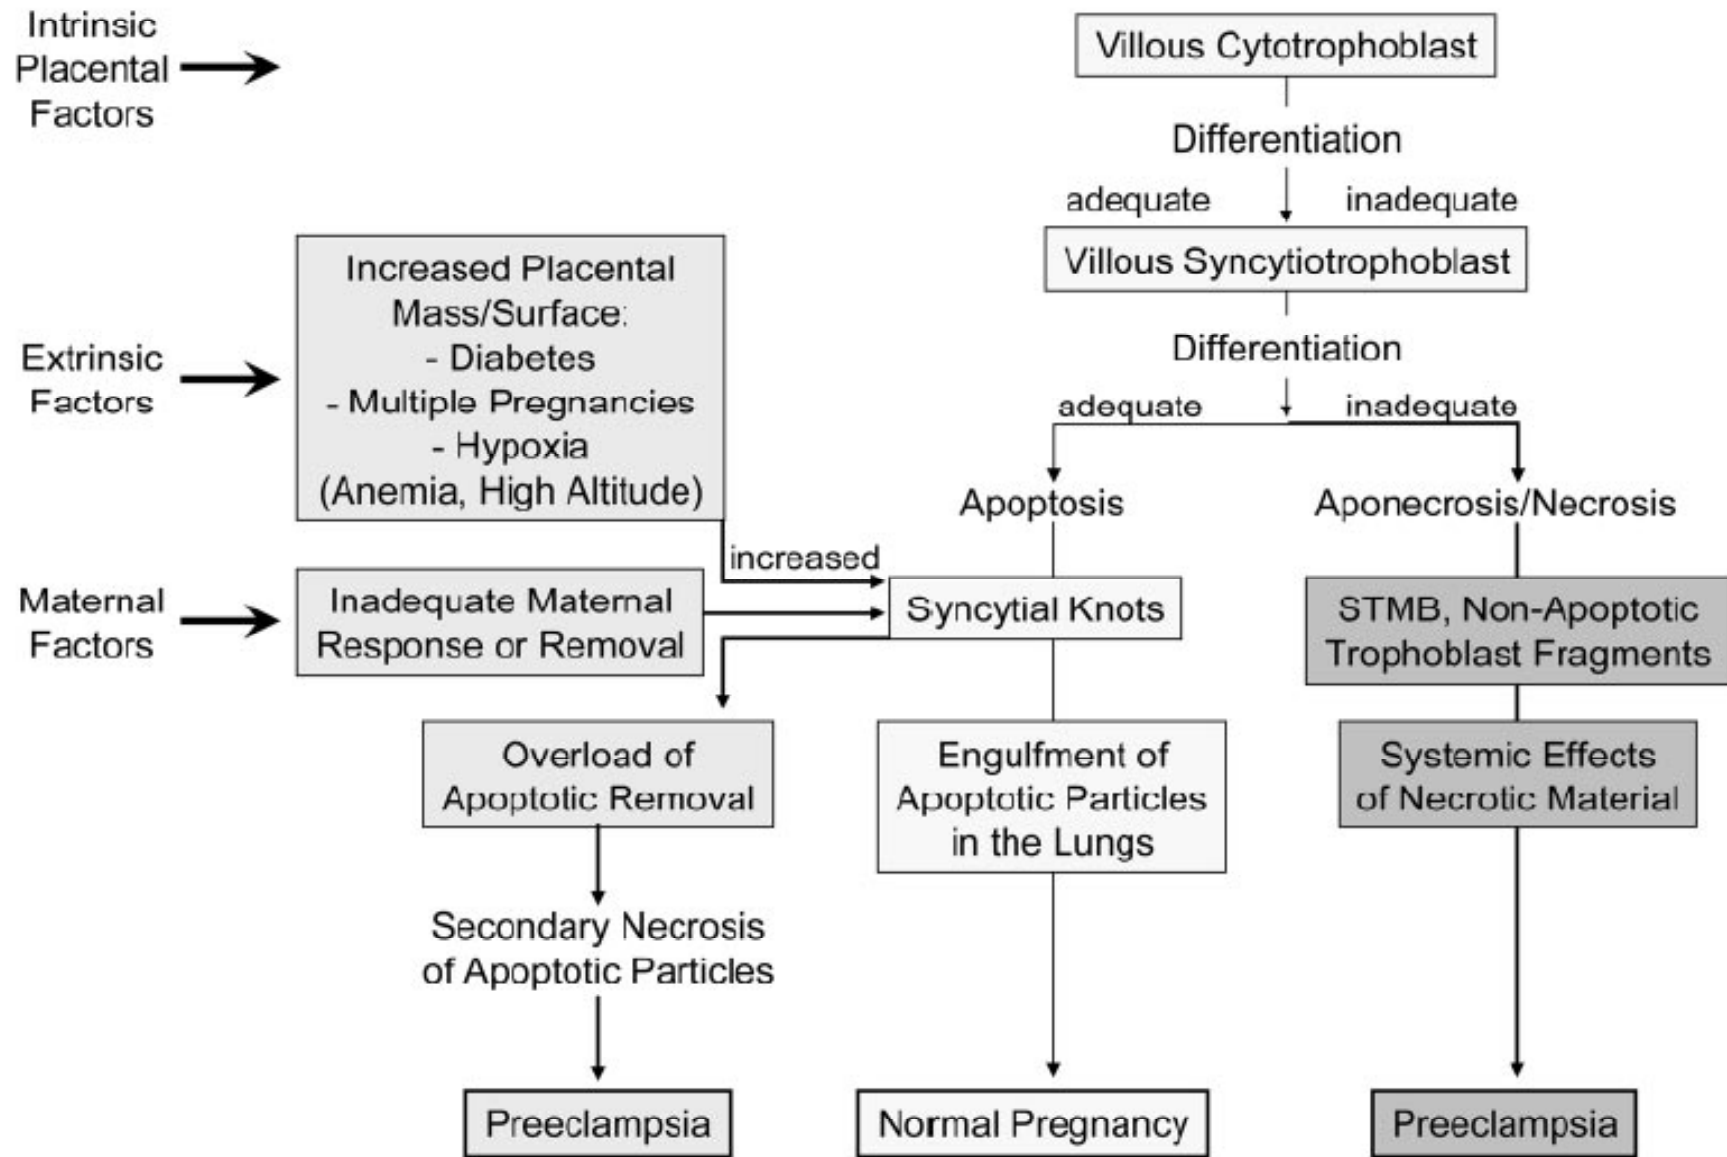 Intrinsic
Placental
Factors
Villous Cytotrophoblast
Differentiation
adequate inadequate
Villous Syncytiotrophoblast
Differentiation
adequate inadequate
Extrinsic
Factors
Increased Placental
Mass/Surface:
- Diabetes
- Multiple Pregnancies
- Hypoxia
(Anemia, High Altitude)
Apoptosis
Aponecrosis/Necrosis
increased
Maternal
Factors
Inadequate Maternal
Response or Removal
Syncytial Knots
STMB, Non-Apoptotic
Trophoblast Fragments
Overload of
Apoptotic Removal
Engulfment of
Apoptotic Particles
in the Lungs
Systemic Effects
of Necrotic Material
Secondary Necrosis
of Apoptotic Particles
Preeclampsia
Normal Pregnancy
Preeclampsia